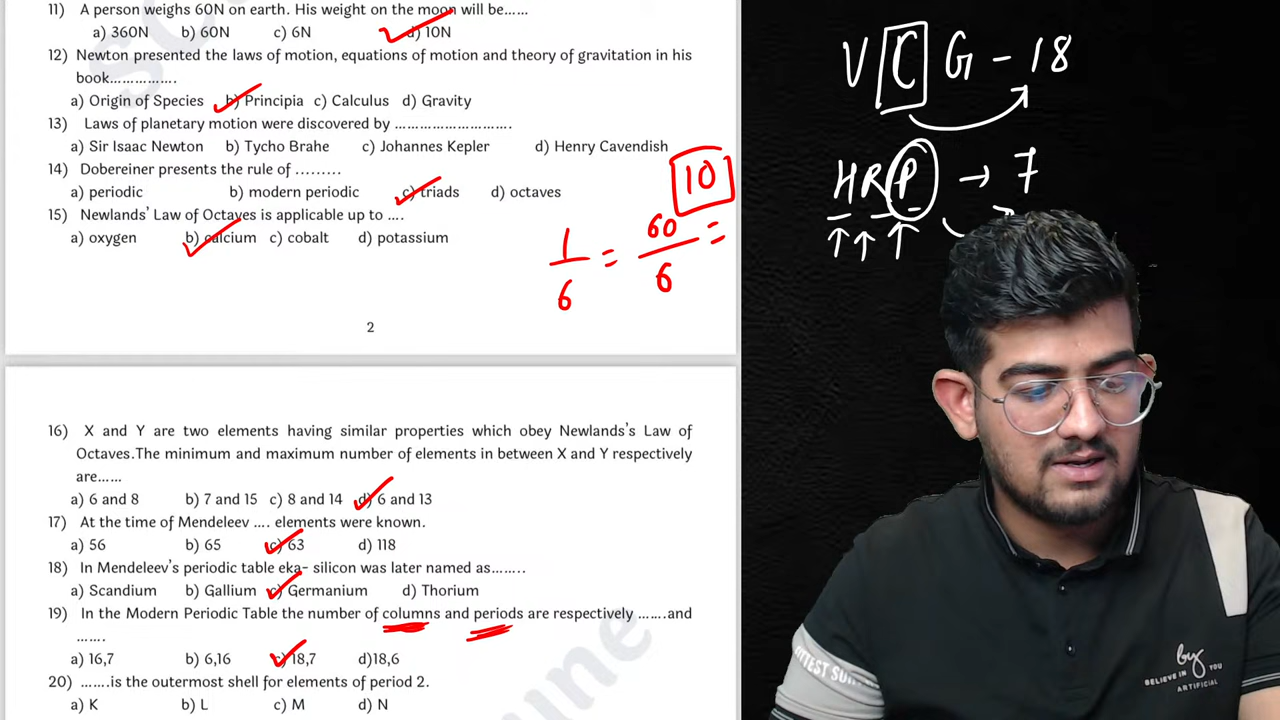 11) A person weighs 60N on earth. His weight on the moon will be......
a) 360N b) 60N c) 6N d) 10N
12) Newton presented the laws of motion, equations of motion and theory of gravitation in his
book................
a) Origin of Species b) Principia c) Calculus d) Gravity
13) Laws of planetary motion were discovered by ............................
a) Sir Isaac Newton b) Tycho Brahe c) Johannes Kepler d) Henry Cavendish
14) Dobereiner presents the rule of .........
a) periodic b) modern periodic c) triads d) octaves
15) Newlands' Law of Octaves is applicable up to ....
a) oxygen b) calcium c) cobalt d) potassium
1/6 = 60/6 = 10
2
16) X and Y are two elements having similar properties which obey Newlands's Law of
Octaves.The minimum and maximum number of elements in between X and Y respectively
are......
a) 6 and 8 b) 7 and 15 c) 8 and 14 d) 6 and 13
17) At the time of Mendeleev .... elements were known.
a) 56 b) 65 c) 63 d) 118
18) In Mendeleev's periodic table eka- silicon was later named as........
a) Scandium b) Gallium c) Germanium d) Thorium
19) In the Modern Periodic Table the number of columns and periods are respectively .......and
.......
a) 16,7 b) 6,16 c) 18,7 d)18,6
20) .......is the outermost shell for elements of period 2.
a) K b) L c) M d) N
V C G - 18
HRP → 7
by
BELIEVE IN YOU
ARTIFICIAL